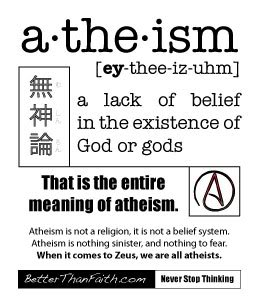 a·the·ism
[ey-thee-iz-uhm]
無
神
論
a lack of belief
in the existence of
God or gods
That is the entire
meaning of atheism.
Atheism is not a religion, it is not a belief system.
Atheism is nothing sinister, and nothing to fear.
When it comes to Zeus, we are all atheists.
BetterThanFaith.com
Never Stop Thinking